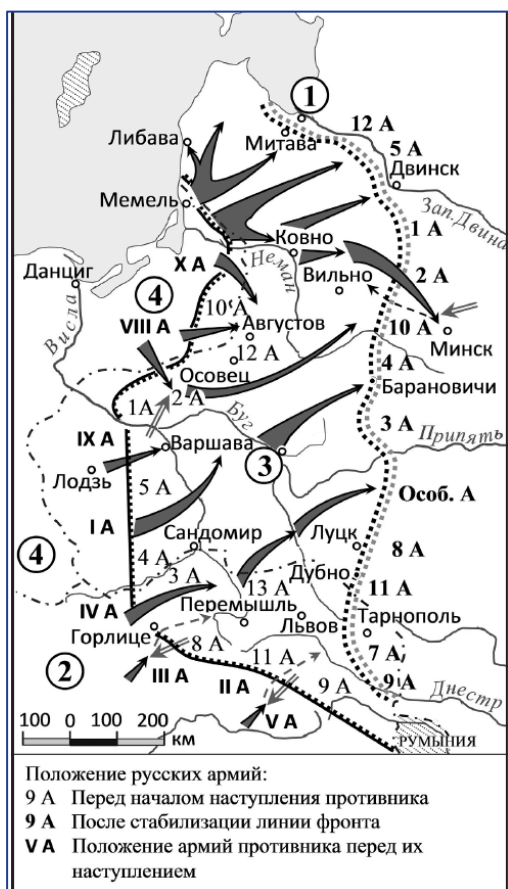 1
12 А
Либава
Митава
5 А
Двинск
Мемель
Зап. Двина
1 А
Ковно
X А
Неман
Данциг
Вильно
2 А
4
10 А
VIII А
Августов
10 А
Минск
Висла
12 А
4 А
Осовец
Барановичи
1 А
2 А
Буг
3 А
Припять
IX А
Варшава
3
Лодзь
5 А
Особ. А
I А
Сандомир
Луцк
8 А
4
4 А
3 А
13 А
Дубно
11 А
IV А
Перемышль
Тарнополь
Горлице
Львов
8 А
7 А
11 А
2
III А
9 А
9 А
II А
Днестр
V А
100 0 100 200
км
РУМЫНИЯ
Положение русских армий:
9 А Перед началом наступления противника
9 А После стабилизации линии фронта
V А Положение армий противника перед их
наступлением